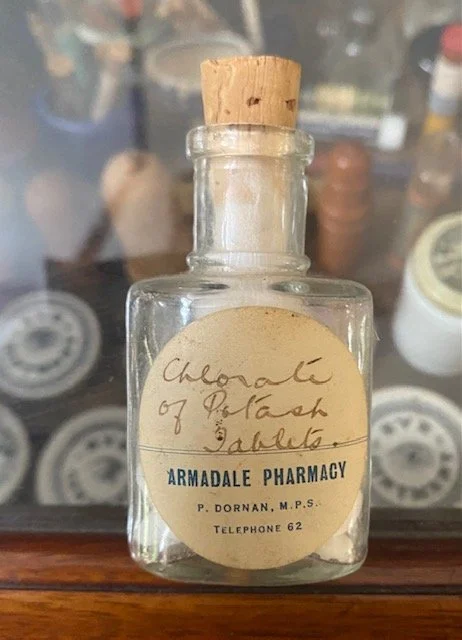 Chlorate
of Potash
Tablets.
ARMADALE PHARMACY
P. DORNAN, M.P.S.
TELEPHONE 62